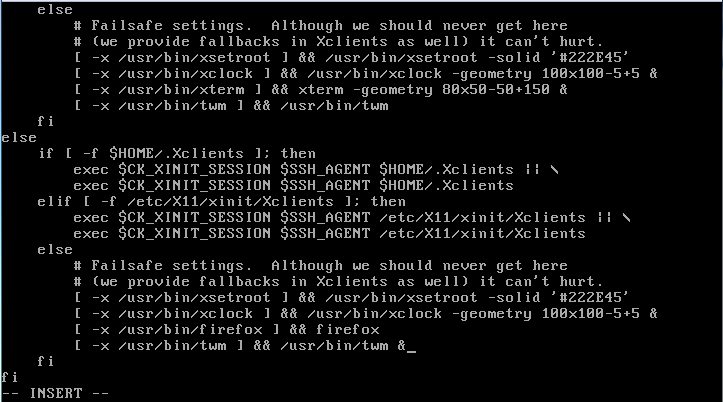 else
        # Failsafe settings.  Although we should never get here
        # (we provide fallbacks in Xclients as well) it can't hurt.
        [ -x /usr/bin/xsetroot ] && /usr/bin/xsetroot -solid '#222E45'
        [ -x /usr/bin/xclock ] && /usr/bin/xclock -geometry 100x100-5+5 &
        [ -x /usr/bin/xterm ] && xterm -geometry 80x50-50+150 &
        [ -x /usr/bin/twm ] && /usr/bin/twm
    fi
else
    if [ -f $HOME/.Xclients ]; then
        exec $CK_XINIT_SESSION $SSH_AGENT $HOME/.Xclients || \
        exec $CK_XINIT_SESSION $SSH_AGENT $HOME/.Xclients
    elif [ -f /etc/X11/xinit/Xclients ]; then
        exec $CK_XINIT_SESSION $SSH_AGENT /etc/X11/xinit/Xclients || \
        exec $CK_XINIT_SESSION $SSH_AGENT /etc/X11/xinit/Xclients
    else
        # Failsafe settings.  Although we should never get here
        # (we provide fallbacks in Xclients as well) it can't hurt.
        [ -x /usr/bin/xsetroot ] && /usr/bin/xsetroot -solid '#222E45'
        [ -x /usr/bin/xclock ] && /usr/bin/xclock -geometry 100x100-5+5 &
        [ -x /usr/bin/firefox ] && firefox
        [ -x /usr/bin/twm ] && /usr/bin/twm &
    fi
fi
-- INSERT --